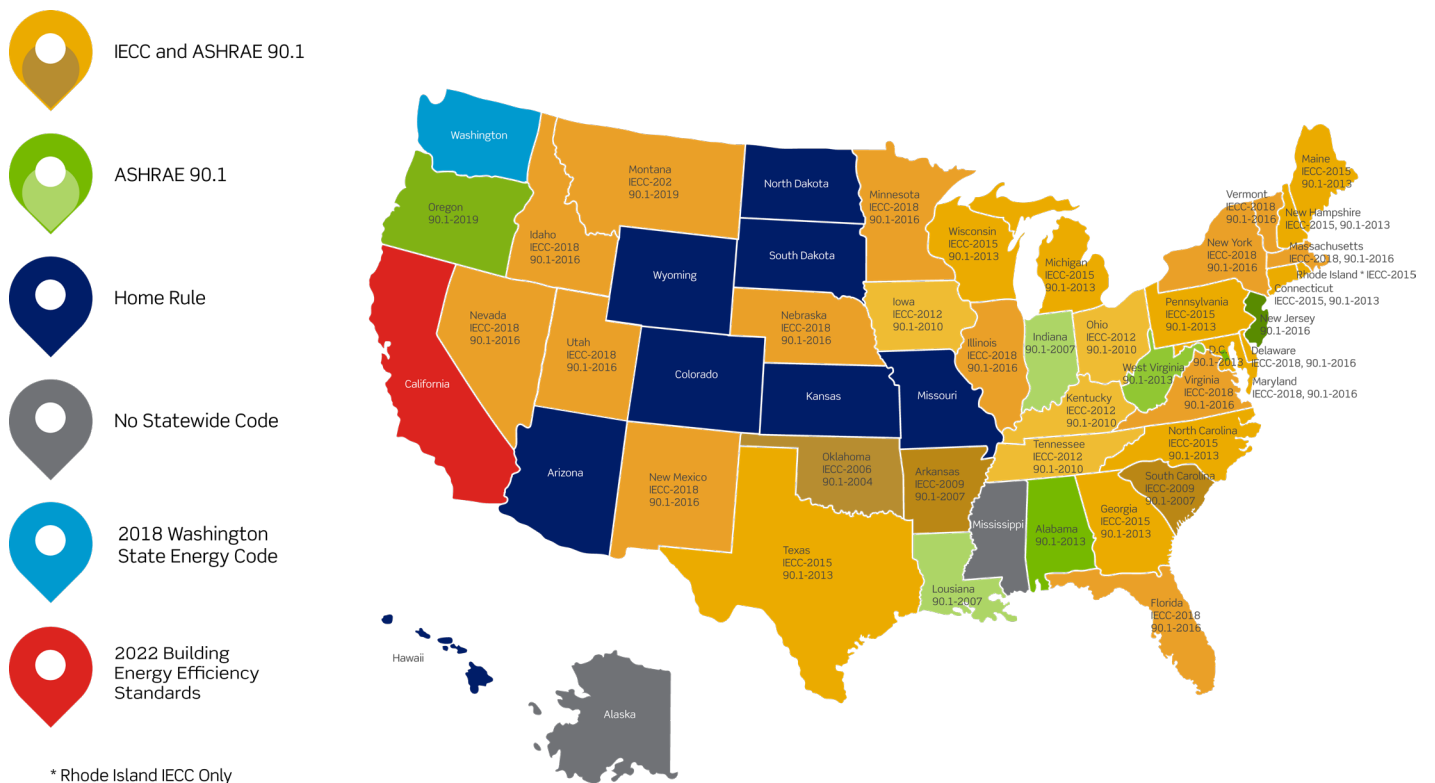 IECC and ASHRAE 90.1
ASHRAE 90.1
Home Rule
No Statewide Code
2018 Washington
State Energy Code
2022 Building
Energy Efficiency
Standards
* Rhode Island IECC Only
Washington
Oregon
90.1-2019
California
Idaho
IECC-2018
90.1-2016
Montana
IECC-202
90.1-2019
Nevada
IECC-2018
90.1-2016
Utah
IECC-2018
90.1-2016
Wyoming
Colorado
Arizona
New Mexico
IECC-2018
90.1-2016
North Dakota
South Dakota
Nebraska
IECC-2018
90.1-2016
Kansas
Oklahoma
IECC-2006
90.1-2004
Texas
IECC-2015
90.1-2013
Minnesota
IECC-2018
90.1-2016
Iowa
IECC-2012
90.1-2010
Missouri
Arkansas
IECC-2009
90.1-2007
Lousiana
90.1-2007
Wisconsin
IECC-2015
90.1-2013
Illinois
IECC-2018
90.1-2016
Michigan
IECC-2015
90.1-2013
Indiana
90.1-2007
Ohio
IECC-2012
90.1-2010
Kentucky
IECC-2012
90.1-2010
Tennessee
IECC-2012
90.1-2010
Mississippi
Alabama
90.1-2013
Georgia
IECC-2015
90.1-2013
Florida
IECC-2018
90.1-2016
South Carolina
IECC-2009
90.1-2007
North Carolina
IECC-2015
90.1-2013
Virginia
IECC-2018
90.1-2016
West Virginia
90.1-2013
D.C.
90.1-2013
Pennsylvania
IECC-2015
90.1-2013
New York
IECC-2018
90.1-2016
Vermont
IECC-2018
90.1-2016
Maine
IECC-2015
90.1-2013
New Hampshire
IECC-2015, 90.1-2013
Massachusetts
IECC-2018, 90.1-2016
Rhode Island * IECC-2015
Connecticut
IECC-2015, 90.1-2013
New Jersey
90.1-2016
Delaware
IECC-2018, 90.1-2016
Maryland
IECC-2018, 90.1-2016
Hawaii
Alaska